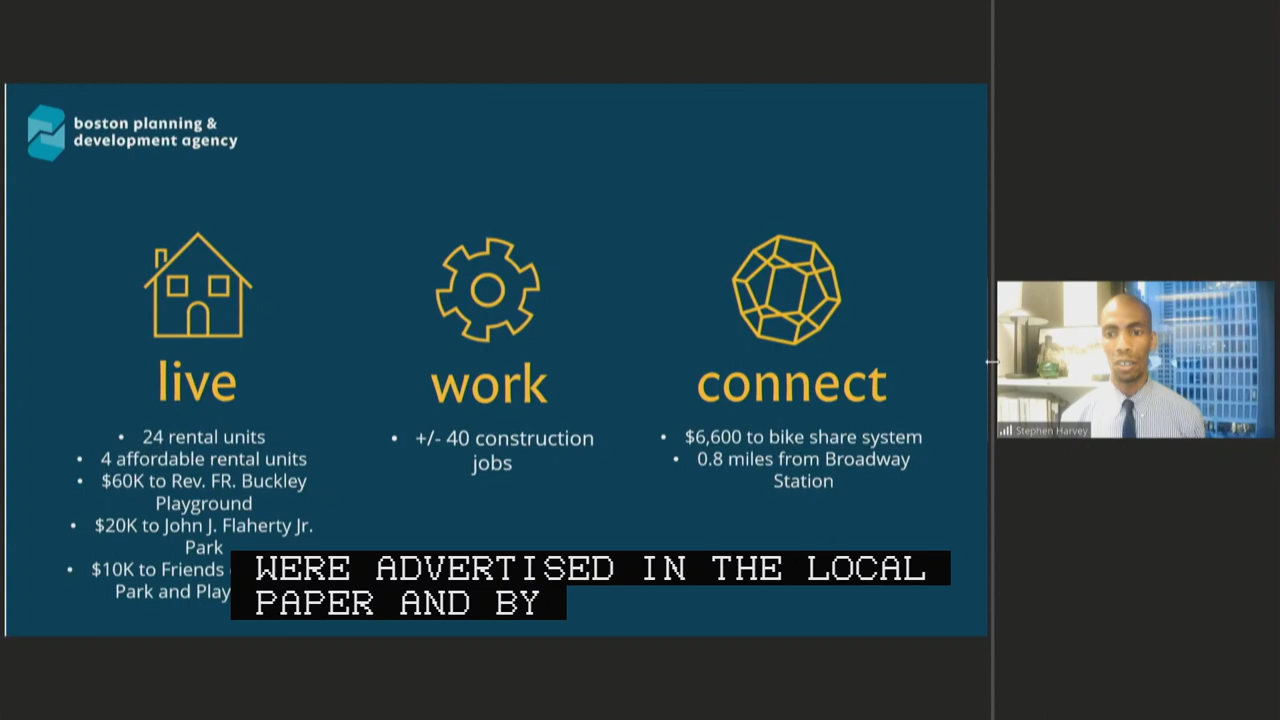 boston planning &
development agency
live
• 24 rental units
• 4 affordable rental units
• $60K to Rev. FR. Buckley
Playground
• $20K to John J. Flaherty Jr.
Park
• $10K to Friends
Park and Play
work
• +/- 40 construction
jobs
connect
• $6,600 to bike share system
• 0.8 miles from Broadway
Station
WERE ADVERTISED IN THE LOCAL
PAPER AND BY
Stephen Harvey